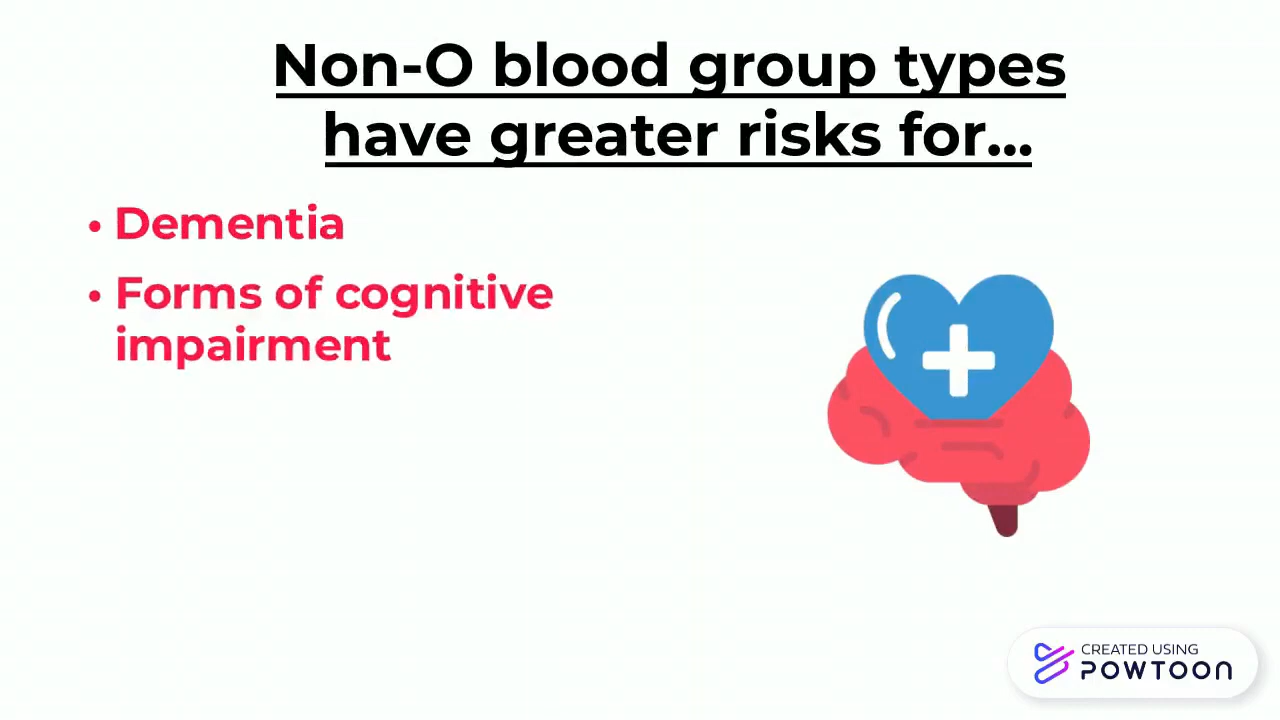 Non-O blood group types
have greater risks for...
• Dementia
• Forms of cognitive
impairment
CREATED USING
POWTOON